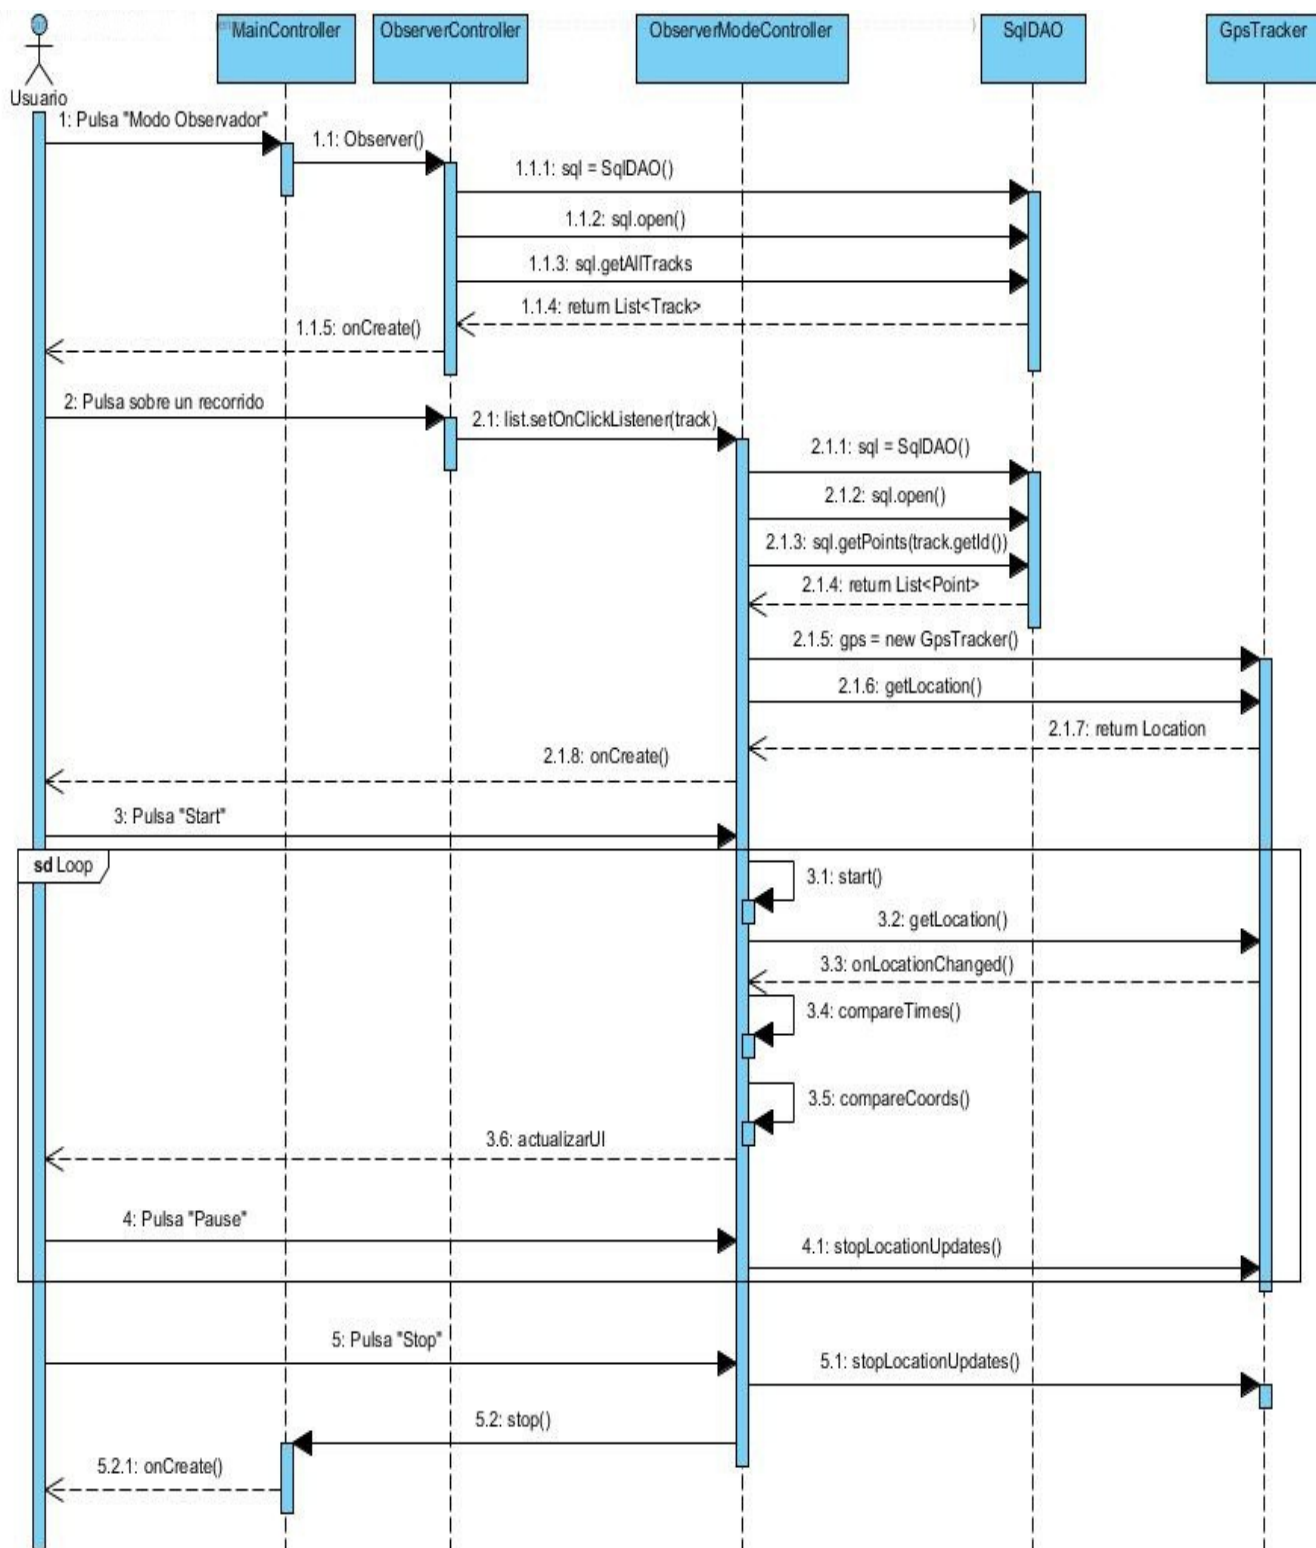 MainController
ObserverController
ObserverModeController
SqlDAO
GpsTracker
Usuario
1: Pulsa "Modo Observador"
1.1: Observer()
1.1.1: sql = SqlDAO()
1.1.2: sql.open()
1.1.3: sql.getAllTracks
1.1.4: return List<Track>
1.1.5: onCreate()
2: Pulsa sobre un recorrido
2.1: list.setOnClickListener(track)
2.1.1: sql = SqlDAO()
2.1.2: sql.open()
2.1.3: sql.getPoints(track.getId())
2.1.4: return List<Point>
2.1.5: gps = new GpsTracker()
2.1.6: getLocation()
2.1.7: return Location
2.1.8: onCreate()
3: Pulsa "Start"
sd Loop
3.1: start()
3.2: getLocation()
3.3: onLocationChanged()
3.4: compareTimes()
3.5: compareCoords()
3.6: actualizarUI
4: Pulsa "Pause"
4.1: stopLocationUpdates()
5: Pulsa "Stop"
5.1: stopLocationUpdates()
5.2: stop()
5.2.1: onCreate()